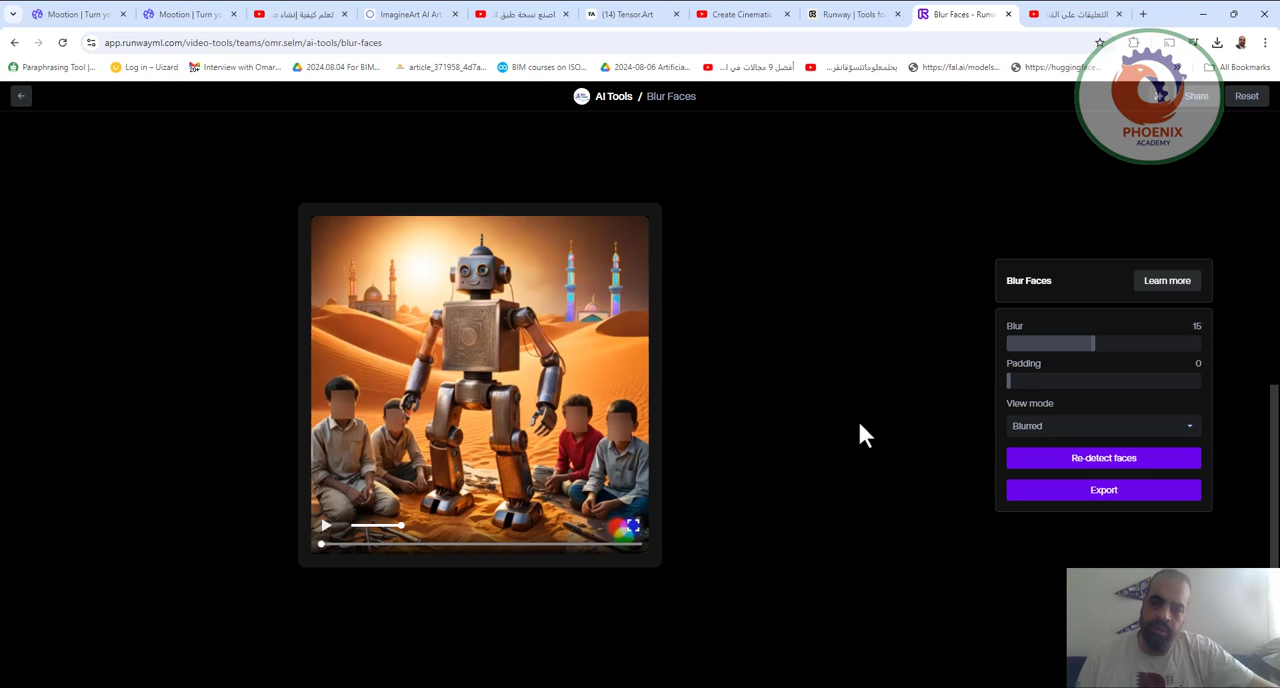 Mootion | Turn yo
Mootion | Turn yo
تعلم كيفية إنشاء
ImagineArt AI Art
اصنع نسخة طبق
(14) Tensor.Art
Create Cinematic
Runway | Tools for
Blur Faces - Runw
التعليقات على
app.runwayml.com/video-tools/teams/omr.selm/ai-tools/blur-faces
Paraphrasing Tool |...
Log in – Uizard
Interview with Omar...
2024.08.04 For BIM...
BIM courses on ISO...
2024-08-06 Artificia...
أفضل 9 مجالات في
https://fal.ai/models...
All Bookmarks
AI Tools / Blur Faces
Share
Reset
PHOENIX
ACADEMY
Blur Faces
Learn more
Blur 15
Padding 0
View mode
Blurred
Re-detect faces
Export